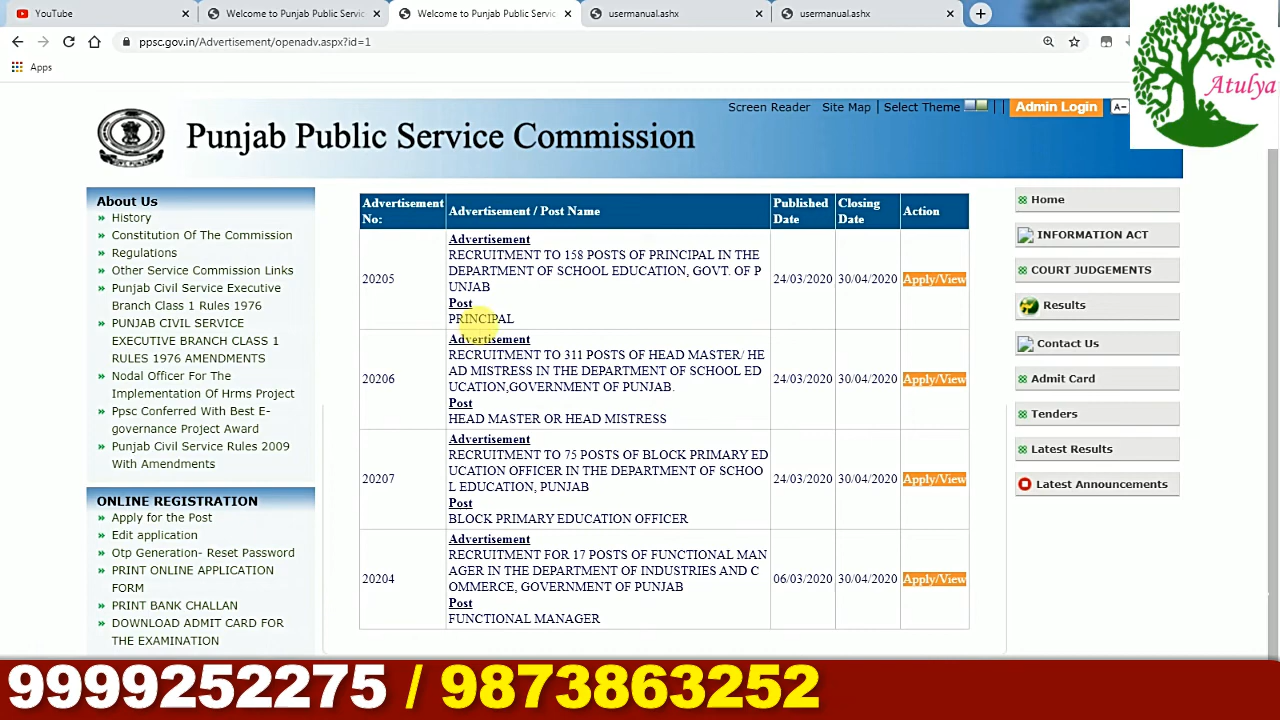 YouTube
Welcome to Punjab Public Servic
Welcome to Punjab Public Servic
usermanual.ashx
usermanual.ashx
ppsc.gov.in/Advertisement/openadv.aspx?id=1
Apps
Atulya
Screen Reader Site Map | Select Theme | | Admin Login A-
Punjab Public Service Commission
About Us
History
Constitution Of The Commission
Regulations
Other Service Commission Links
Punjab Civil Service Executive
Branch Class 1 Rules 1976
PUNJAB CIVIL SERVICE
EXECUTIVE BRANCH CLASS 1
RULES 1976 AMENDMENTS
Nodal Officer For The
Implementation Of Hrms Project
Ppsc Conferred With Best E-
governance Project Award
Punjab Civil Service Rules 2009
With Amendments
ONLINE REGISTRATION
Apply for the Post
Edit application
Otp Generation- Reset Password
PRINT ONLINE APPLICATION
FORM
PRINT BANK CHALLAN
DOWNLOAD ADMIT CARD FOR
THE EXAMINATION
Advertisement No: Advertisement / Post Name Published Date Closing Date Action
Advertisement
RECRUITMENT TO 158 POSTS OF PRINCIPAL IN THE
DEPARTMENT OF SCHOOL EDUCATION, GOVT. OF P
20205 24/03/2020 30/04/2020 Apply/View
UNJAB
Post
PRINCIPAL
Advertisement
RECRUITMENT TO 311 POSTS OF HEAD MASTER/ HE
AD MISTRESS IN THE DEPARTMENT OF SCHOOL ED
20206 24/03/2020 30/04/2020 Apply/View
UCATION,GOVERNMENT OF PUNJAB.
Post
HEAD MASTER OR HEAD MISTRESS
Advertisement
RECRUITMENT TO 75 POSTS OF BLOCK PRIMARY ED
UCATION OFFICER IN THE DEPARTMENT OF SCHOO
20207 24/03/2020 30/04/2020 Apply/View
L EDUCATION, PUNJAB
Post
BLOCK PRIMARY EDUCATION OFFICER
Advertisement
RECRUITMENT FOR 17 POSTS OF FUNCTIONAL MAN
AGER IN THE DEPARTMENT OF INDUSTRIES AND C
20204 06/03/2020 30/04/2020 Apply/View
OMMERCE, GOVERNMENT OF PUNJAB
Post
FUNCTIONAL MANAGER
Home
INFORMATION ACT
COURT JUDGEMENTS
Results
Contact Us
Admit Card
Tenders
Latest Results
Latest Announcements
9999252275 / 9873863252